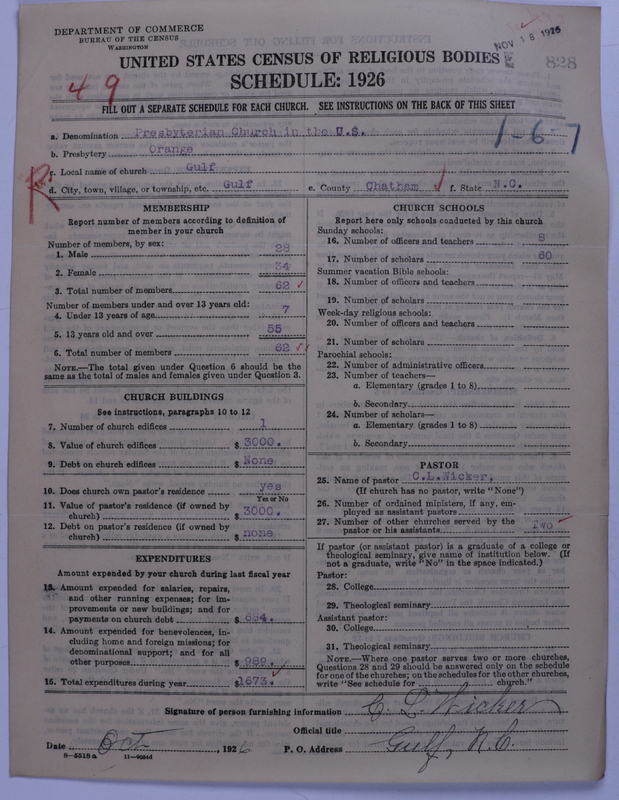 DEPARTMENT OF COMMERCE
BUREAU OF THE CENSUS
WASHINGTON
NOV 18 1926
828
UNITED STATES CENSUS OF RELIGIOUS BODIES
SCHEDULE: 1926
49
FILL OUT A SEPARATE SCHEDULE FOR EACH CHURCH. SEE INSTRUCTIONS ON THE BACK OF THIS SHEET
1-67
a. Denomination Presbyterian Church in the U.S.
b. Presbytery Orange
c. Local name of church Gulf
R
d. City, town, village, or township, etc. Gulf e. County Chatham f. State N.C.
MEMBERSHIP
Report number of members according to definition of
member in your church
Number of members, by sex:
1. Male 28
2. Female 34
3. Total number of members 62
Number of members under and over 13 years old:
4. Under 13 years of age 7
5. 13 years old and over 55
6. Total number of members 62
NOTE.—The total given under Question 6 should be
same as the total of males and females given under Question 3.
CHURCH BUILDINGS
See instructions, paragraphs 10 to 12
7. Number of church edifices 1
8. Value of church edifices $ 3000.
9. Debt on church edifices $ None
10. Does church own pastor's residence yes
Yes or No
11. Value of pastor's residence (if owned by
church) $ 3000.
12. Debt on pastor's residence (if owned by
church) $ none
EXPENDITURES
Amount expended by your church during last fiscal year
13. Amount expended for salaries, repairs,
and other running expenses; for im-
provements or new buildings; and for
payments on church debt $ 684.
14. Amount expended for benevolences, in-
cluding home and foreign missions; for
denominational support; and for all
other purposes $ 989.
15. Total expenditures during year $1673.
CHURCH SCHOOLS
Report here only schools conducted by this church
Sunday schools:
16. Number of officers and teachers 8
17. Number of scholars 60
Summer vacation Bible schools:
18. Number of officers and teachers
19. Number of scholars
Week-day religious schools:
20. Number of officers and teachers
21. Number of scholars
Parochial schools:
22. Number of administrative officers
23. Number of teachers—
a. Elementary (grades 1 to 8)
b. Secondary
24. Number of scholars—
a. Elementary (grades 1 to 8)
b. Secondary
PASTOR
25. Name of pastor C.L.Wicker,
(If church has no pastor, write "None")
26. Number of ordained ministers, if any, em-
ployed as assistant pastors
27. Number of other churches served by the
pastor or his assistants Two
If pastor (or assistant pastor) is a graduate of a college or
theological seminary, give name of institution below. (If
not a graduate, write "No" in the space indicated.)
Pastor:
28. College
29. Theological seminary
Assistant pastor:
30. College
31. Theological seminary
NOTE.—Where one pastor serves two or more churches,
Questions 28 and 29 should be answered only on the schedule
for one of the churches; on the schedules for the other churches,
write "See schedule for church."
Signature of person furnishing information C. L. Wicker
Official title
Date Oct , 1926 P. O. Address Gulf, N.C.
8-5518a 11-9034d